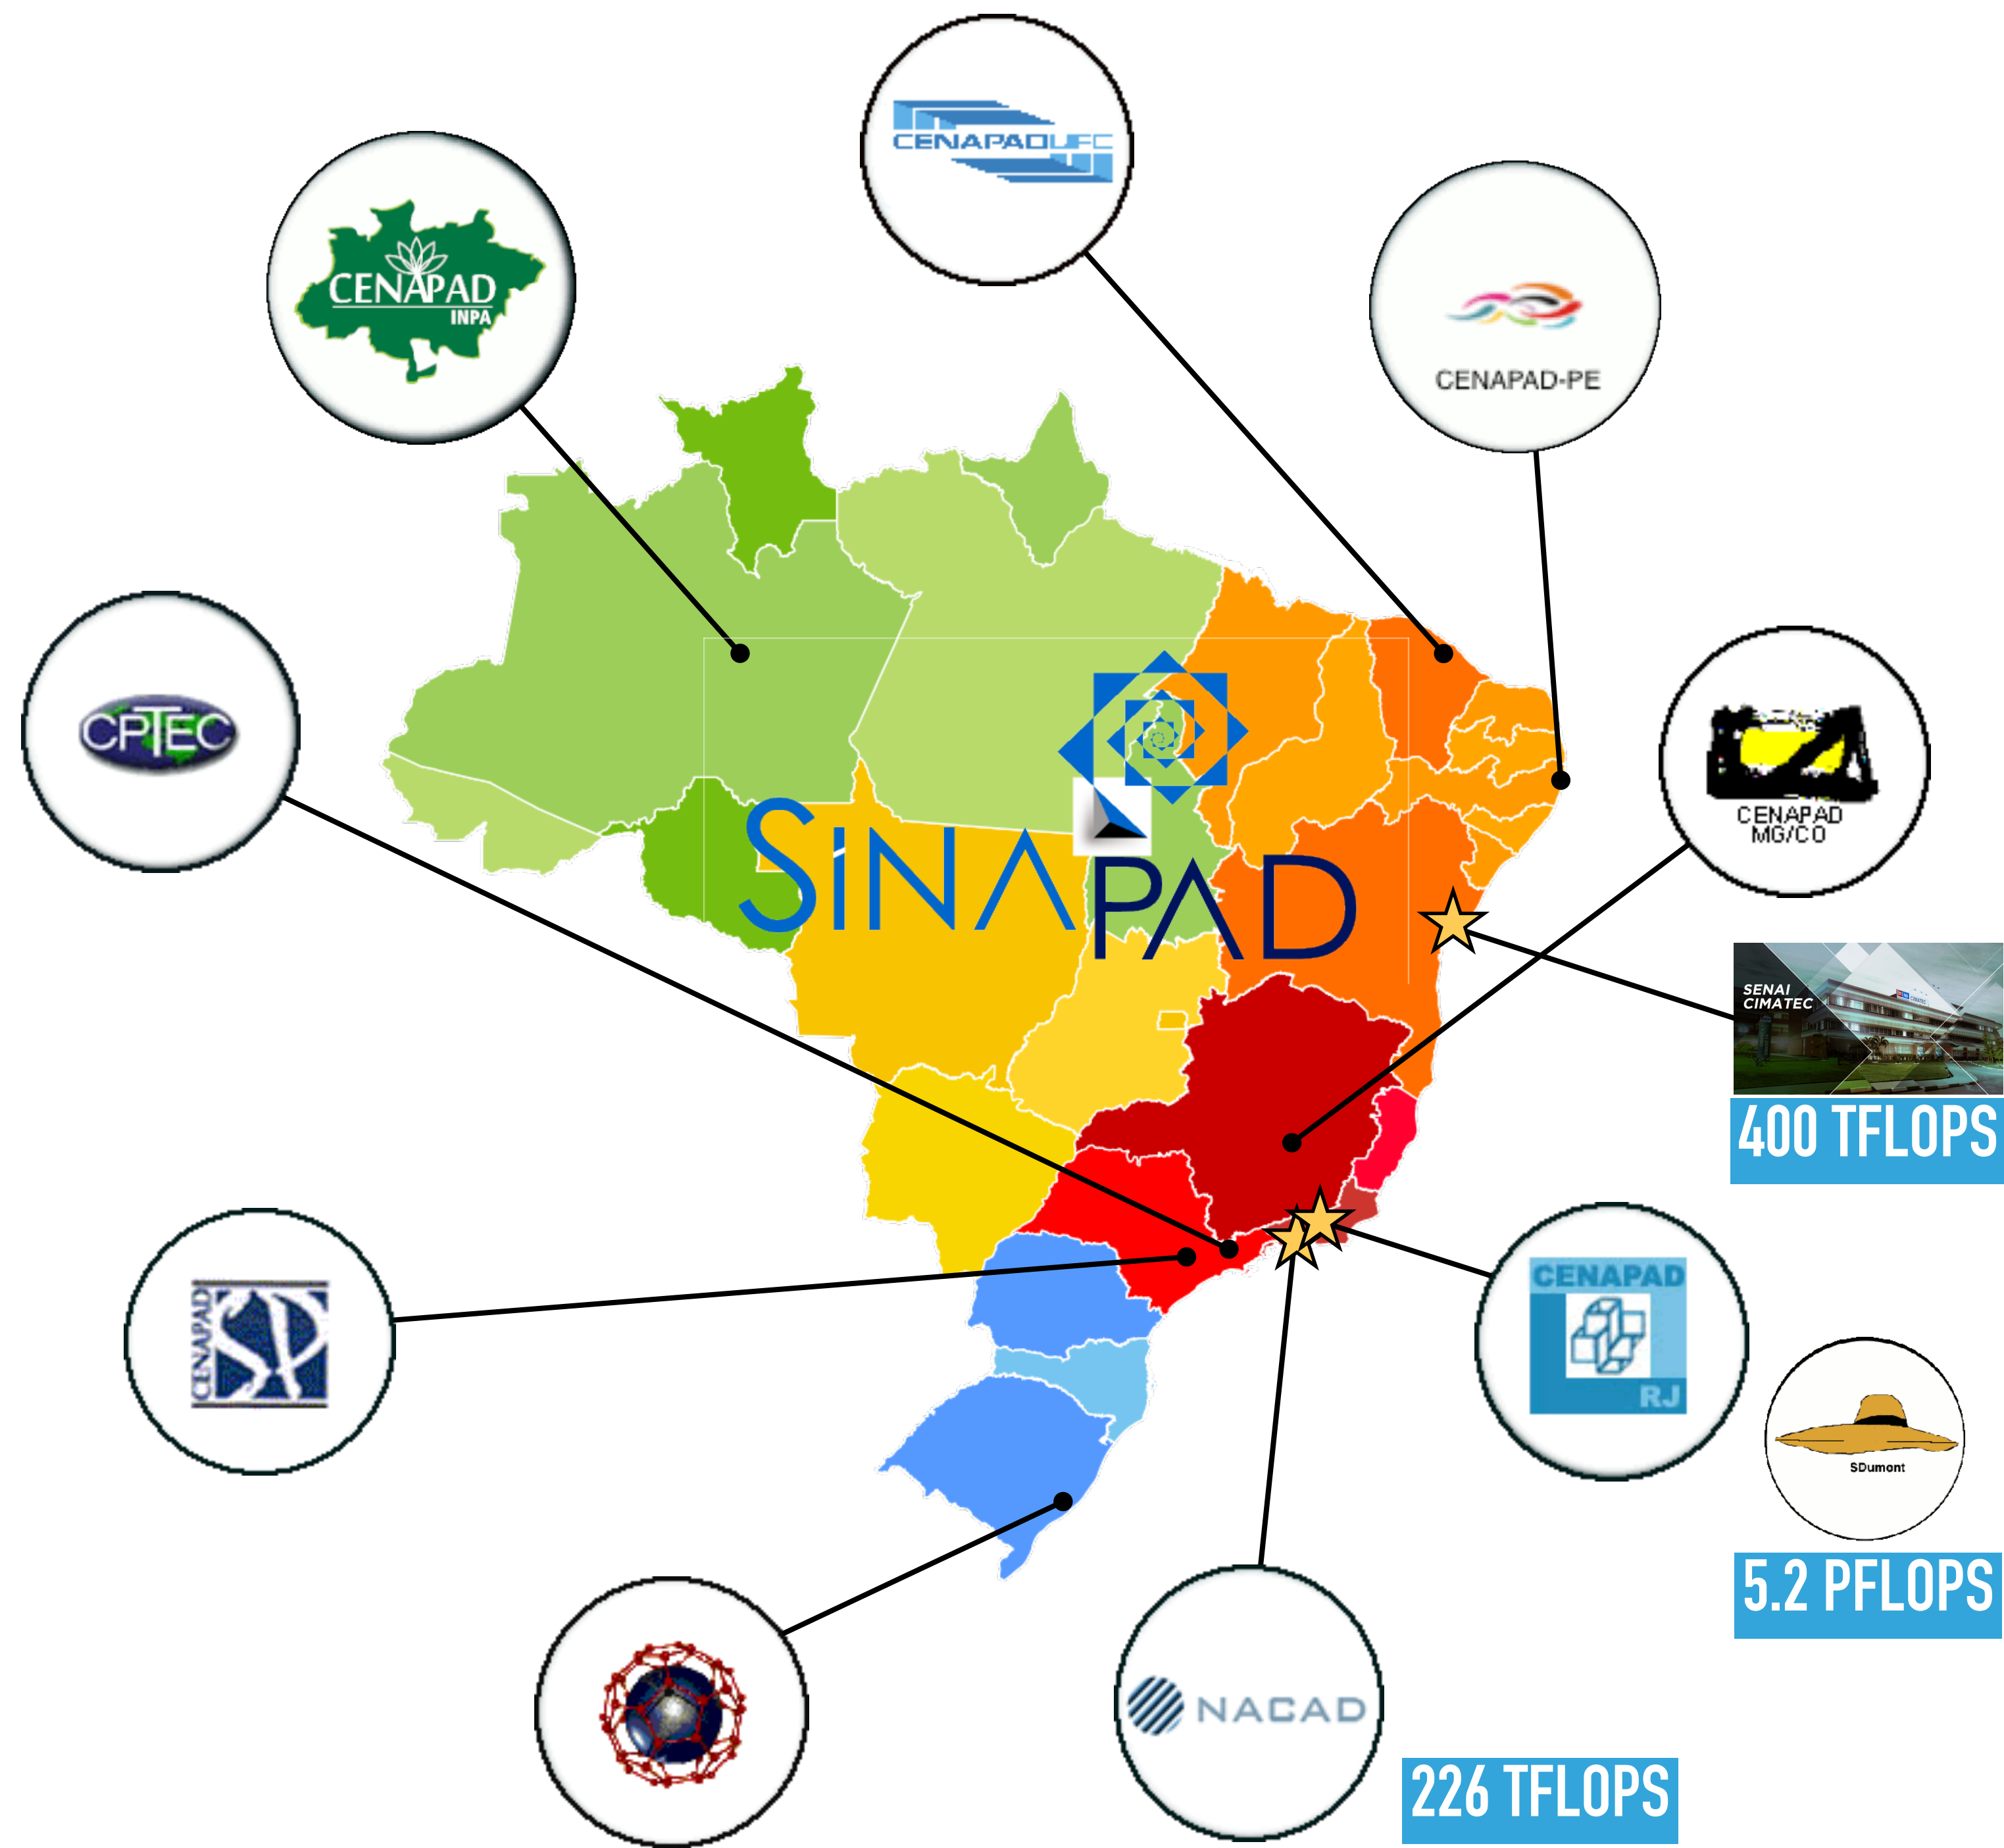 CENAPADUFC
CENAPAD
INPA
CENAPAD-PE
CPTEC
CENAPAD
MG/CO
SINAPAD
SENAI
CIMATEC
400 TFLOPS
CENAPAD
SP
CENAPAD
RJ
SDumont
5.2 PFLOPS
NACAD
226 TFLOPS